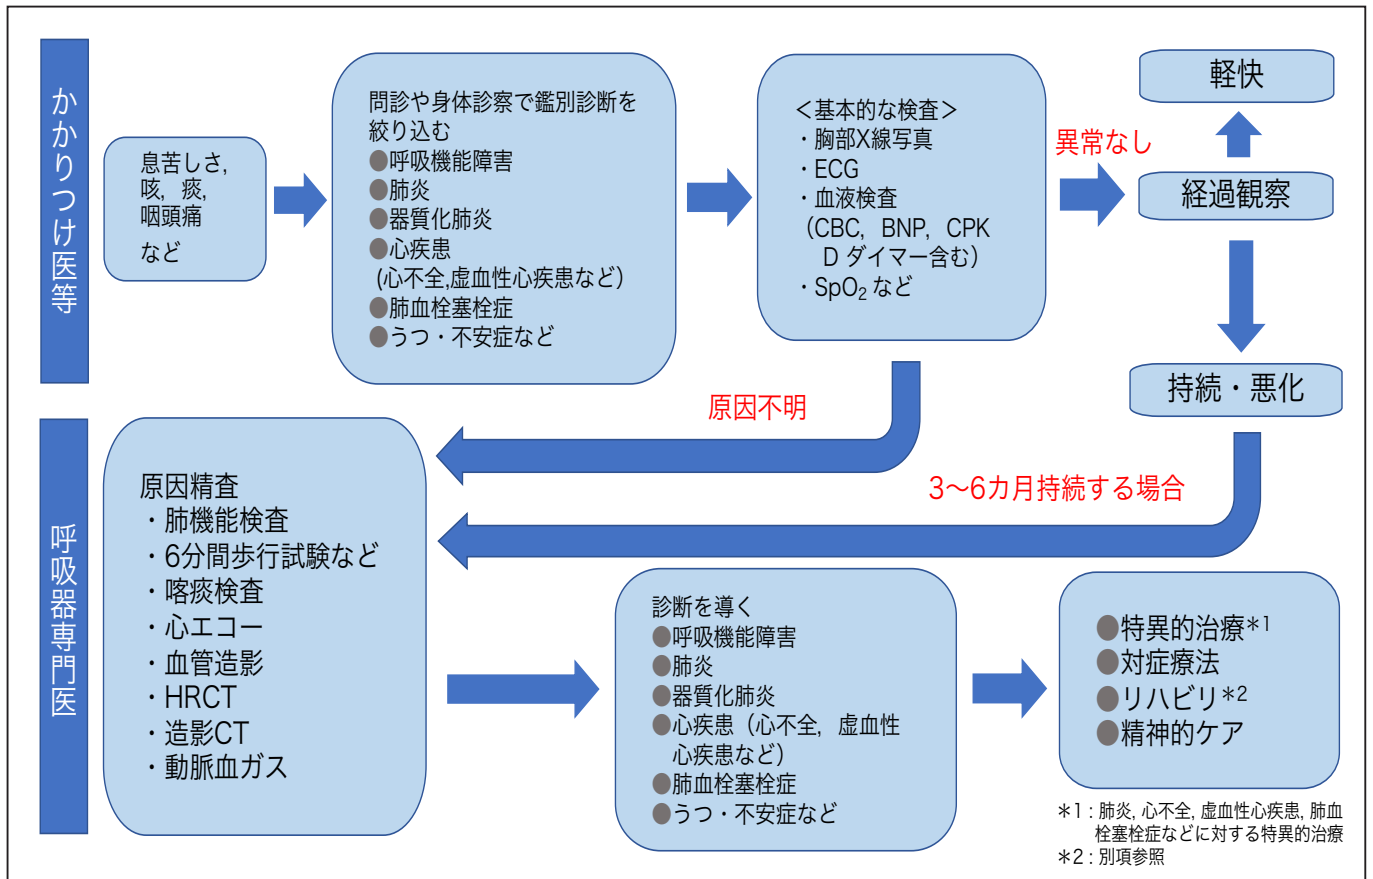 かかりつけ医等
息苦しさ,
咳, 痰,
咽頭痛
など
問診や身体診察で鑑別診断を
絞り込む
●呼吸機能障害
●肺炎
●器質化肺炎
●心疾患
(心不全,虚血性心疾患など)
●肺血栓塞栓症
●うつ・不安症など
＜基本的な検査＞
・胸部X線写真
・ECG
・血液検査
（CBC, BNP, CPK
D ダイマー含む）
・SpO₂ など
異常なし
軽快
経過観察
持続・悪化
原因不明
3〜6カ月持続する場合
呼吸器専門医
原因精査
・肺機能検査
・6分間歩行試験など
・喀痰検査
・心エコー
・血管造影
・HRCT
・造影CT
・動脈血ガス
診断を導く
●呼吸機能障害
●肺炎
●器質化肺炎
●心疾患（心不全, 虚血性
心疾患など）
●肺血栓塞栓症
●うつ・不安症など
●特異的治療*1
●対症療法
●リハビリ*2
●精神的ケア
*1：肺炎, 心不全, 虚血性心疾患, 肺血
栓塞栓症などに対する特異的治療
*2：別項参照